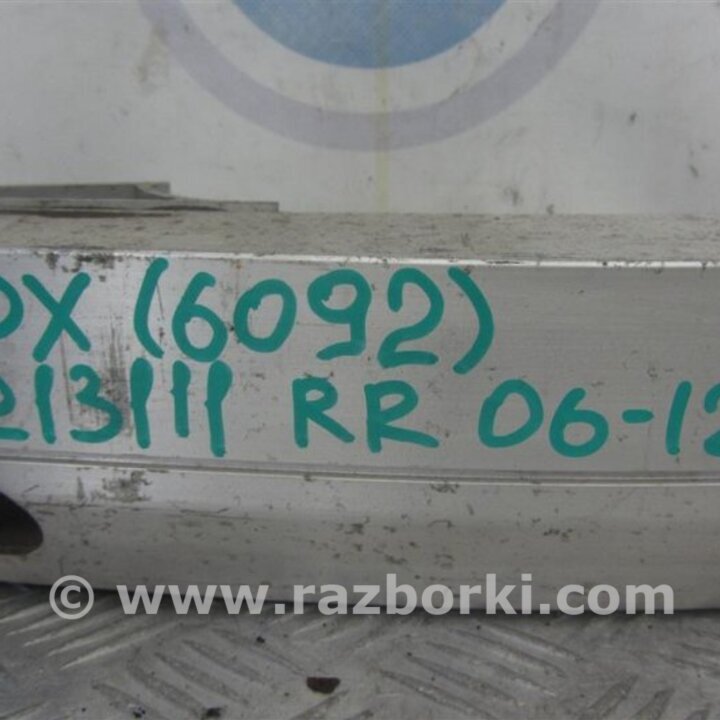 DX (6092)
213111 RR 06-12
© www.razborki.com